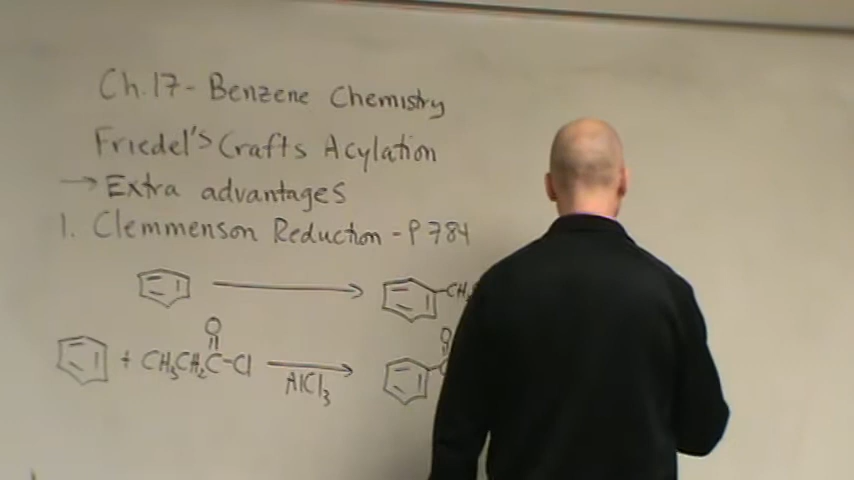 Ch.17- Benzene Chemistry
Friedel's Crafts Acylation
→ Extra advantages
1. Clemmenson Reduction - P 784
CH
O
O
+ CH3CH2C-Cl
AlCl3